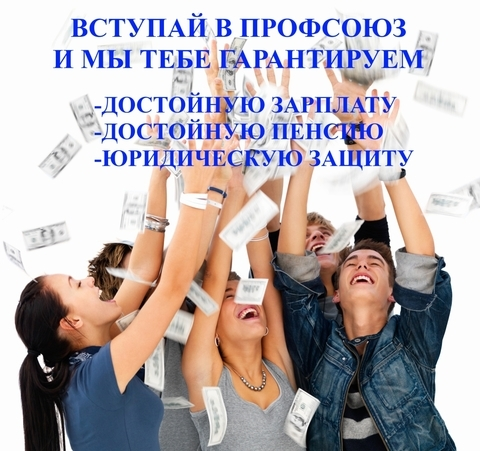 ВСТУПАЙ В ПРОФСОЮЗ
И МЫ ТЕБЕ ГАРАНТИРУЕМ
-ДОСТОЙНУЮ ЗАРПЛАТУ
-ДОСТОЙНУЮ ПЕНСИЮ
-ЮРИДИЧЕСКУЮ ЗАЩИТУ